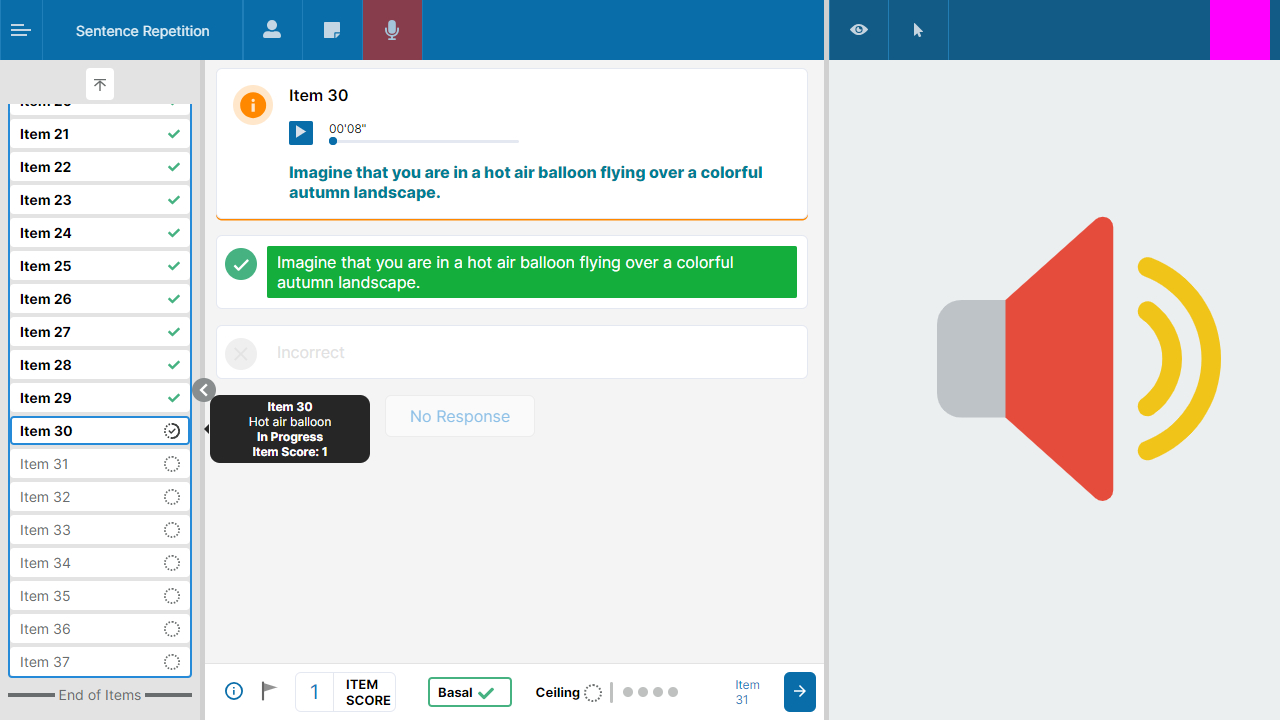 Sentence Repetition
Item 21
Item 22
Item 23
Item 24
Item 25
Item 26
Item 27
Item 28
Item 29
Item 30
Item 31
Item 32
Item 33
Item 34
Item 35
Item 36
Item 37
End of Items
Item 30
00'08"
Imagine that you are in a hot air balloon flying over a colorful
autumn landscape.
Imagine that you are in a hot air balloon flying over a colorful
autumn landscape.
Incorrect
Item 30
Hot air balloon
In Progress
Item Score: 1
No Response
1
ITEM
SCORE
Basal
Ceiling
Item
31